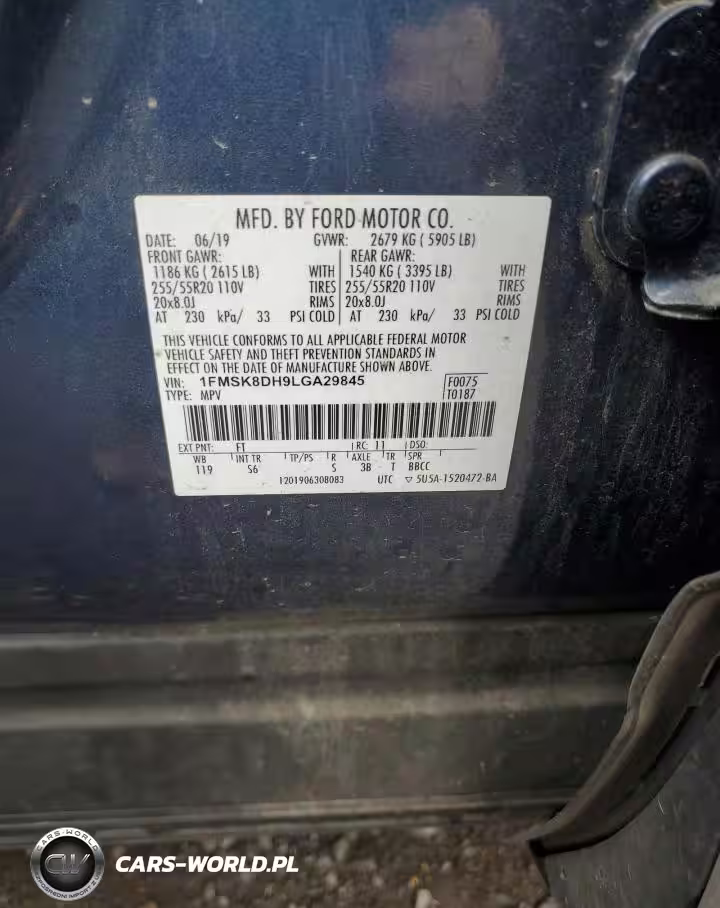 MFD. BY FORD MOTOR CO.
DATE: 06/19 GVWR: 2679 KG ( 5905 LB)
FRONT GAWR: REAR GAWR:
1186 KG ( 2615 LB) WITH 1540 KG ( 3395 LB) WITH
255/55R20 110V TIRES 255/55R20 110V TIRES
20x8.0J RIMS 20x8.0J RIMS
AT 230 kPa/ 33 PSI COLD AT 230 kPa/ 33 PSI COLD
THIS VEHICLE CONFORMS TO ALL APPLICABLE FEDERAL MOTOR
VEHICLE SAFETY AND THEFT PREVENTION STANDARDS IN
EFFECT ON THE DATE OF MANUFACTURE SHOWN ABOVE.
VIN: 1FMSK8DH9LGA29845 F0075
TYPE: MPV T0187
EXT PNT: FT RC: 11 DSO:
WB INT TR TP/PS R AXLE TR SPR
119 S6 S 3B T BBCC
1201906308083 UTC ▽ 5U5A-1520472-BA
CARS-WORLD
CW
CARS-WORLD.PL